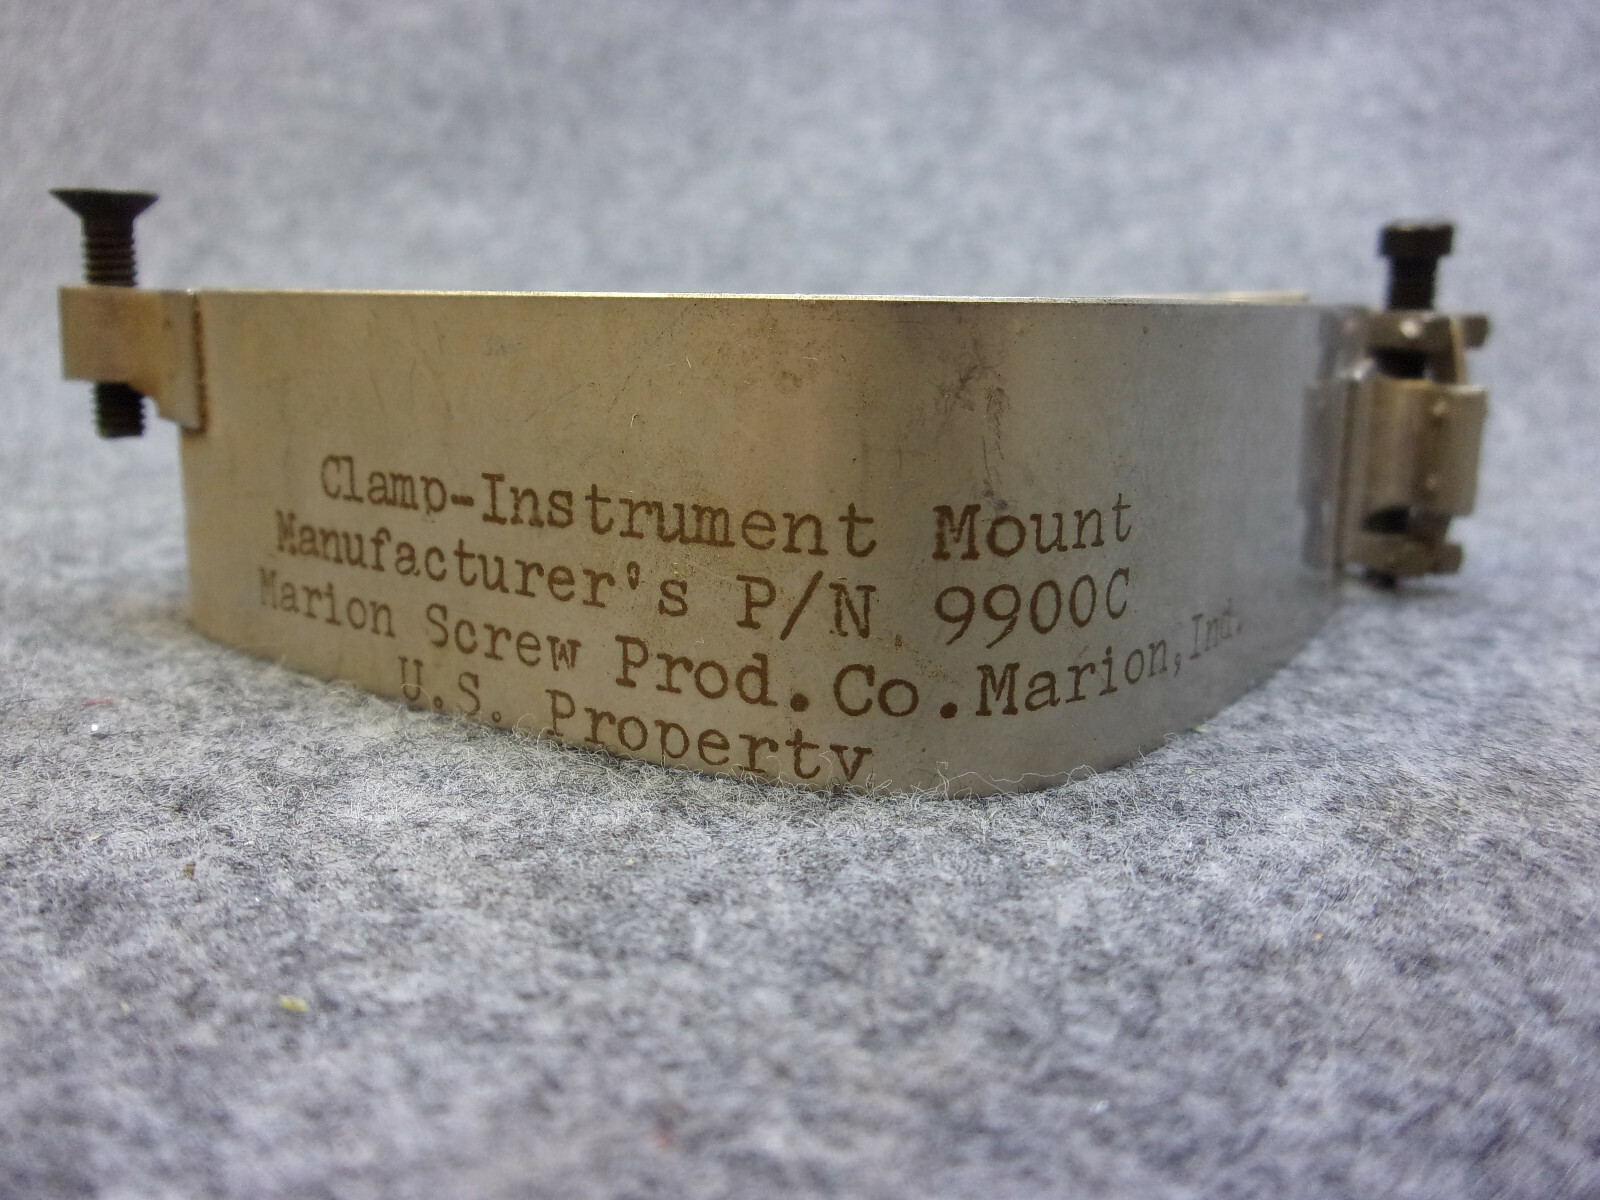 Clamp-Instrument Mount
Manufacturer's P/N 9900C
Marion Screw Prod.Co.Marion,Ind.
U.S. Property